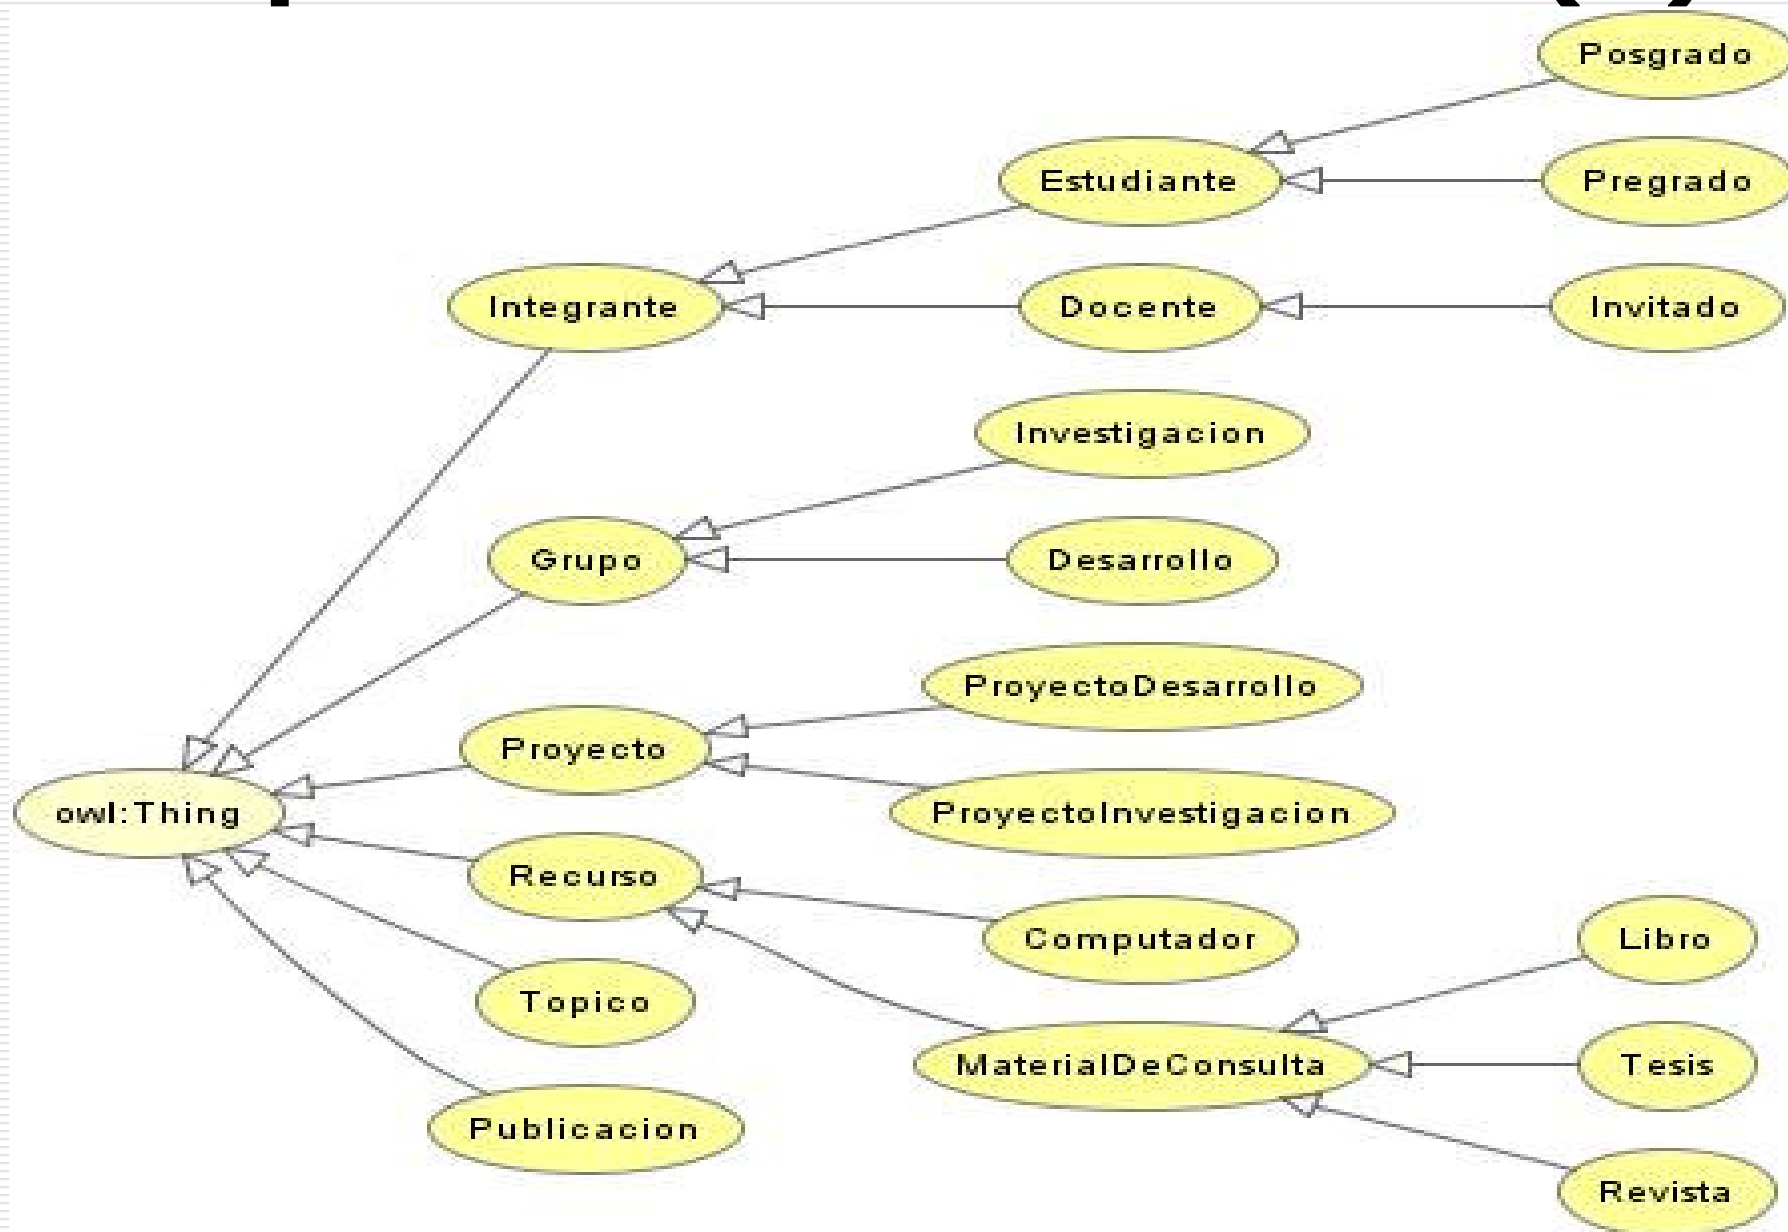 Posgrado
Estudiante
Pregrado
Integrante
Docente
Invitado
Investigacion
Grupo
Desarrollo
ProyectoDesarrollo
Proyecto
owl:Thing
ProyectoInvestigacion
Recurso
Computador
Libro
Topico
MaterialDeConsulta
Tesis
Publicacion
Revista